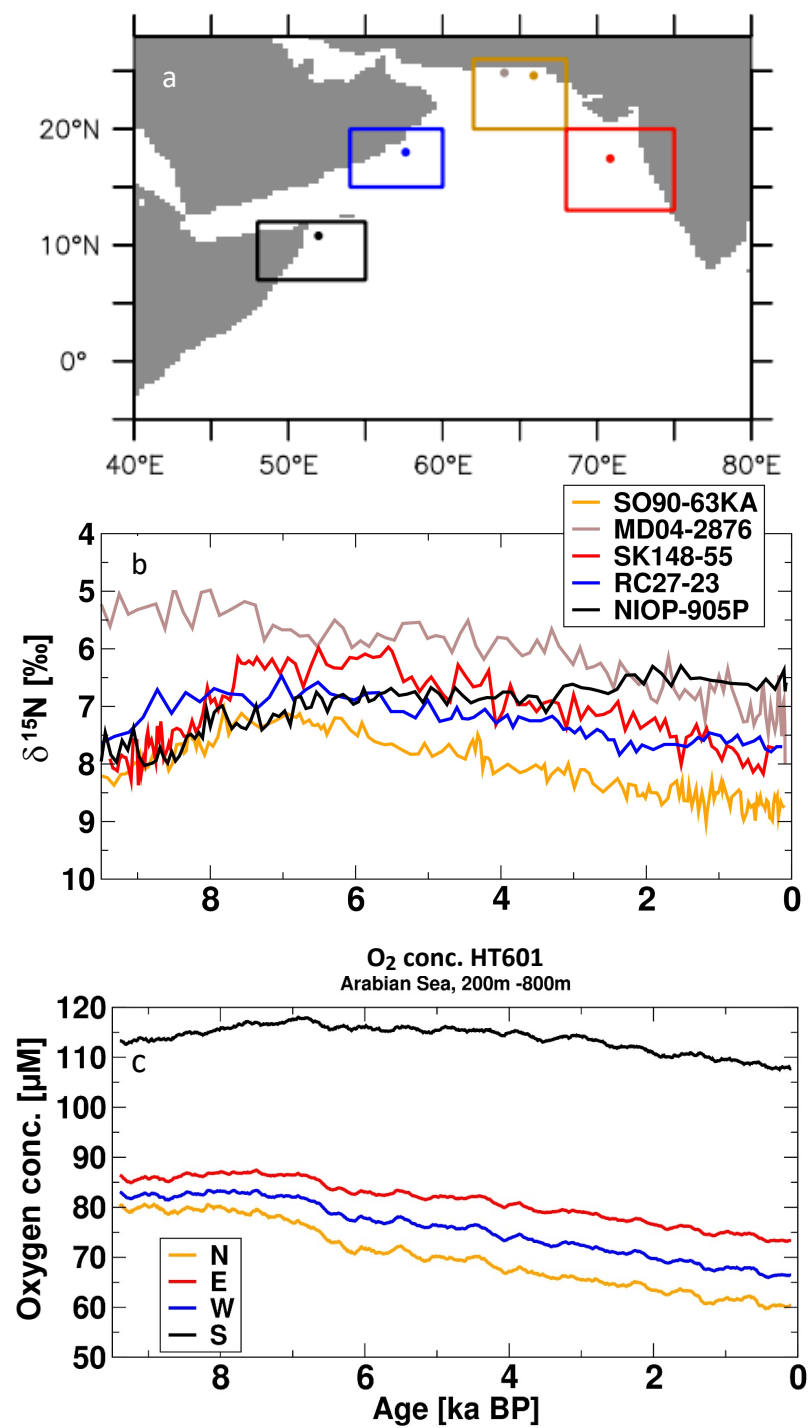 a
20°N
10°N
0°
40°E 50°E 60°E 70°E 80°E
SO90-63KA
MD04-2876
SK148-55
RC27-23
NIOP-905P
b
4
5
6
7
8
9
10
δ¹⁵N [‰]
8 6 4 2 0
O₂ conc. HT601
Arabian Sea, 200m -800m
c
120
110
100
90
80
70
60
50
Oxygen conc. [µM]
N
E
W
S
8 6 4 2 0
Age [ka BP]